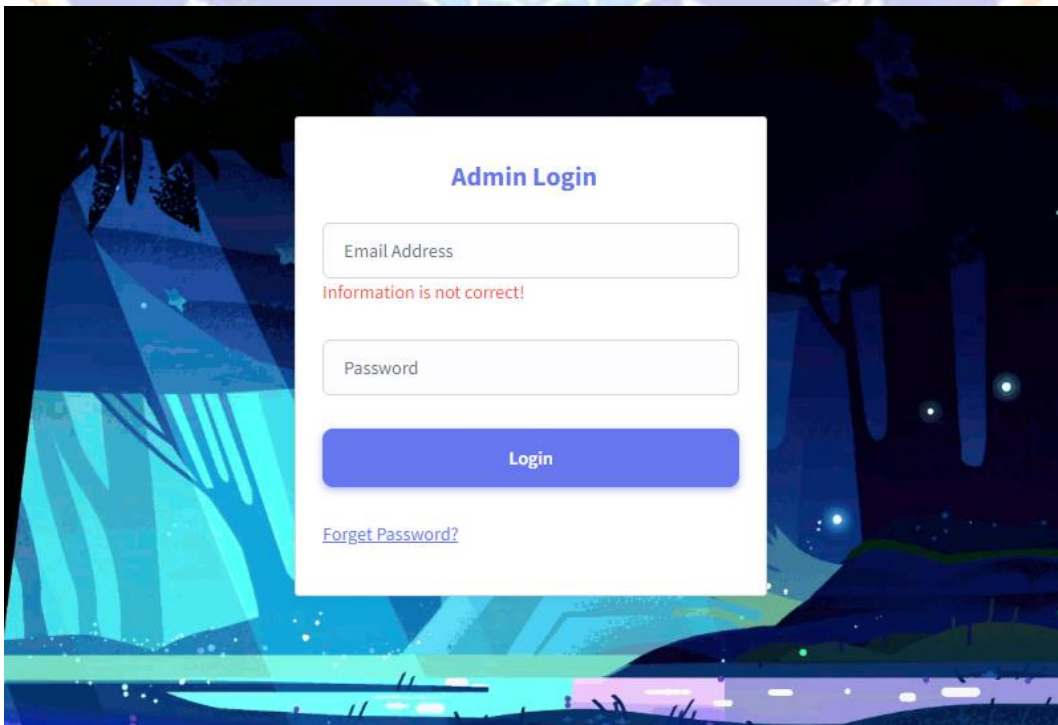 Admin Login
Email Address
Information is not correct!
Password
Login
Forget Password?